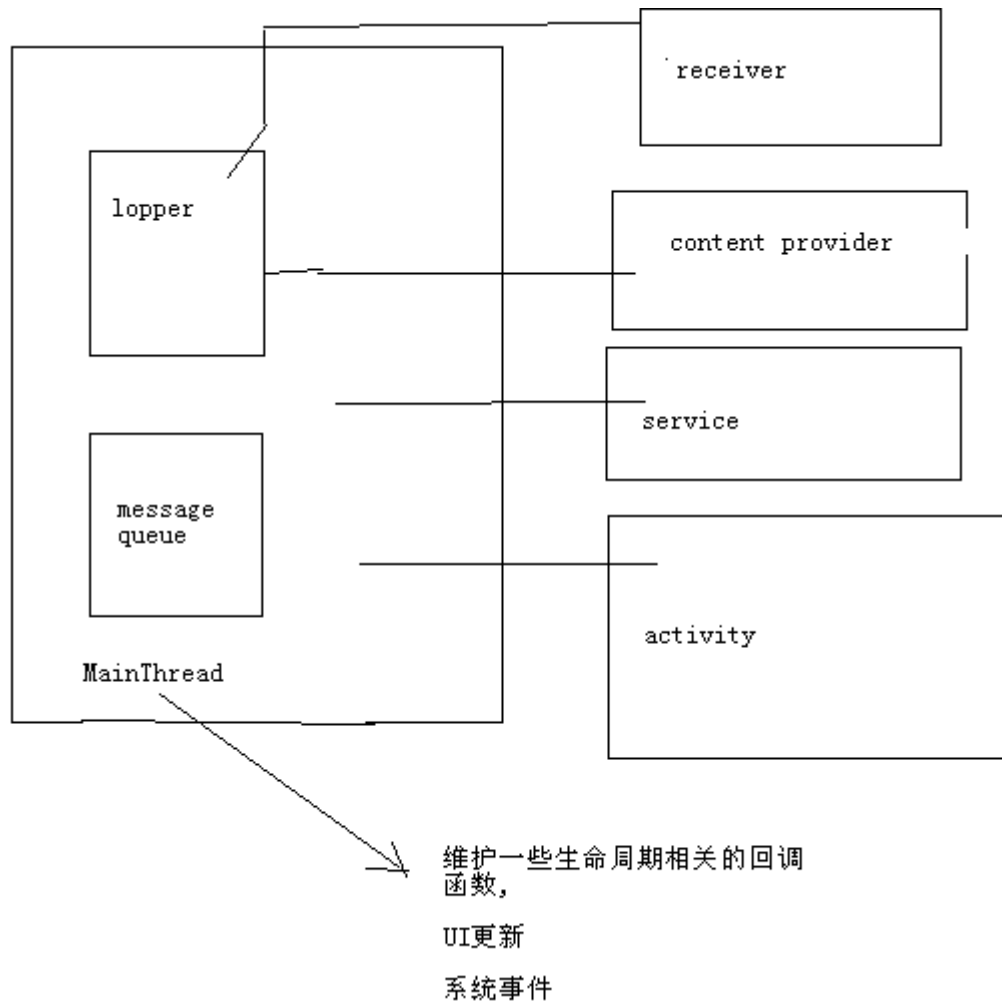 receiver
lopper
content provider
service
message
queue
activity
MainThread
维护一些生命周期相关的回调
函数，
UI更新
系统事件